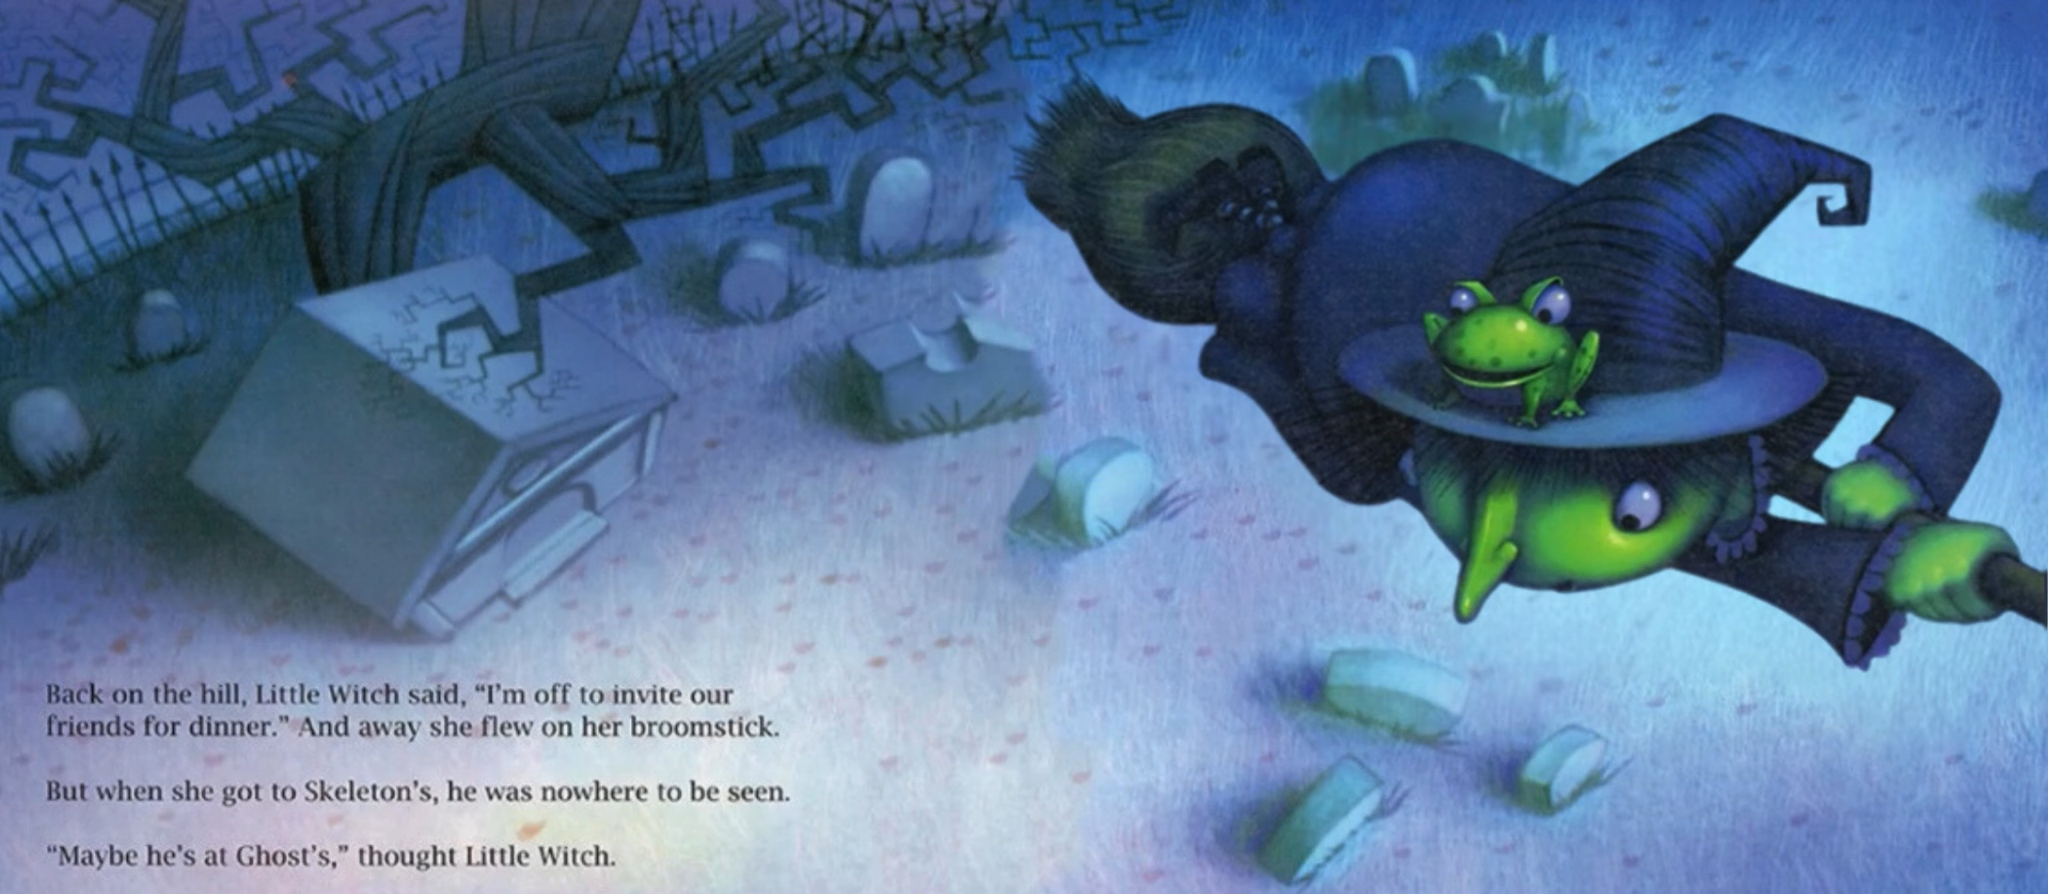 Back on the hill, Little Witch said, “I’m off to invite our
friends for dinner.” And away she flew on her broomstick.
But when she got to Skeleton’s, he was nowhere to be seen.
“Maybe he’s at Ghost’s,” thought Little Witch.